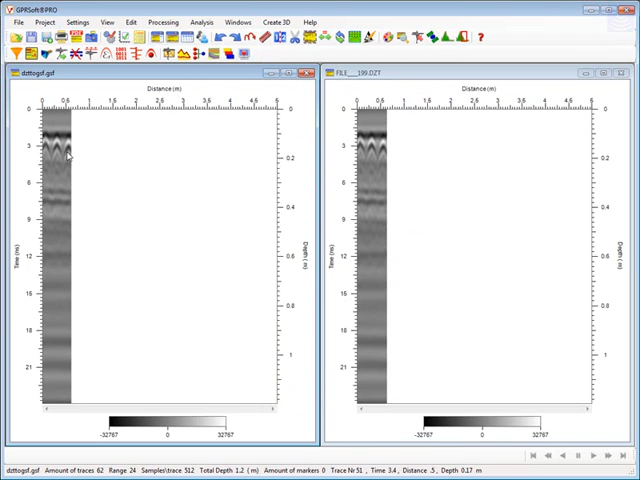 GPRSoft®PRO
File Project Settings View Edit Processing Analysis Windows Create 3D Help
dzttogsf.gsf
Distance (m)
0 0,5 1 1,5 2 2,5 3 3,5 4 4,5 5
0 0
3
0.2
6
0.4
9
Time (ns) 12 0.6 Depth ( m)
15
0.8
18
1
21
-32767 0 32767
FILE___199.DZT
Distance (m)
0 0,5 1 1,5 2 2,5 3 3,5 4 4,5 5
0 0
3
0.2
6
0.4
9
Time (ns) 12 0.6 Depth ( m)
15
0.8
18
1
21
-32767 0 32767
dzttogsf.gsf Amount of traces 62 Range 24 Samples\trace 512 Total Depth 1.2 ( m) Amount of markers 0 Trace Nr 51 , Time 3.4 , Distance .5 , Depth 0.17 m